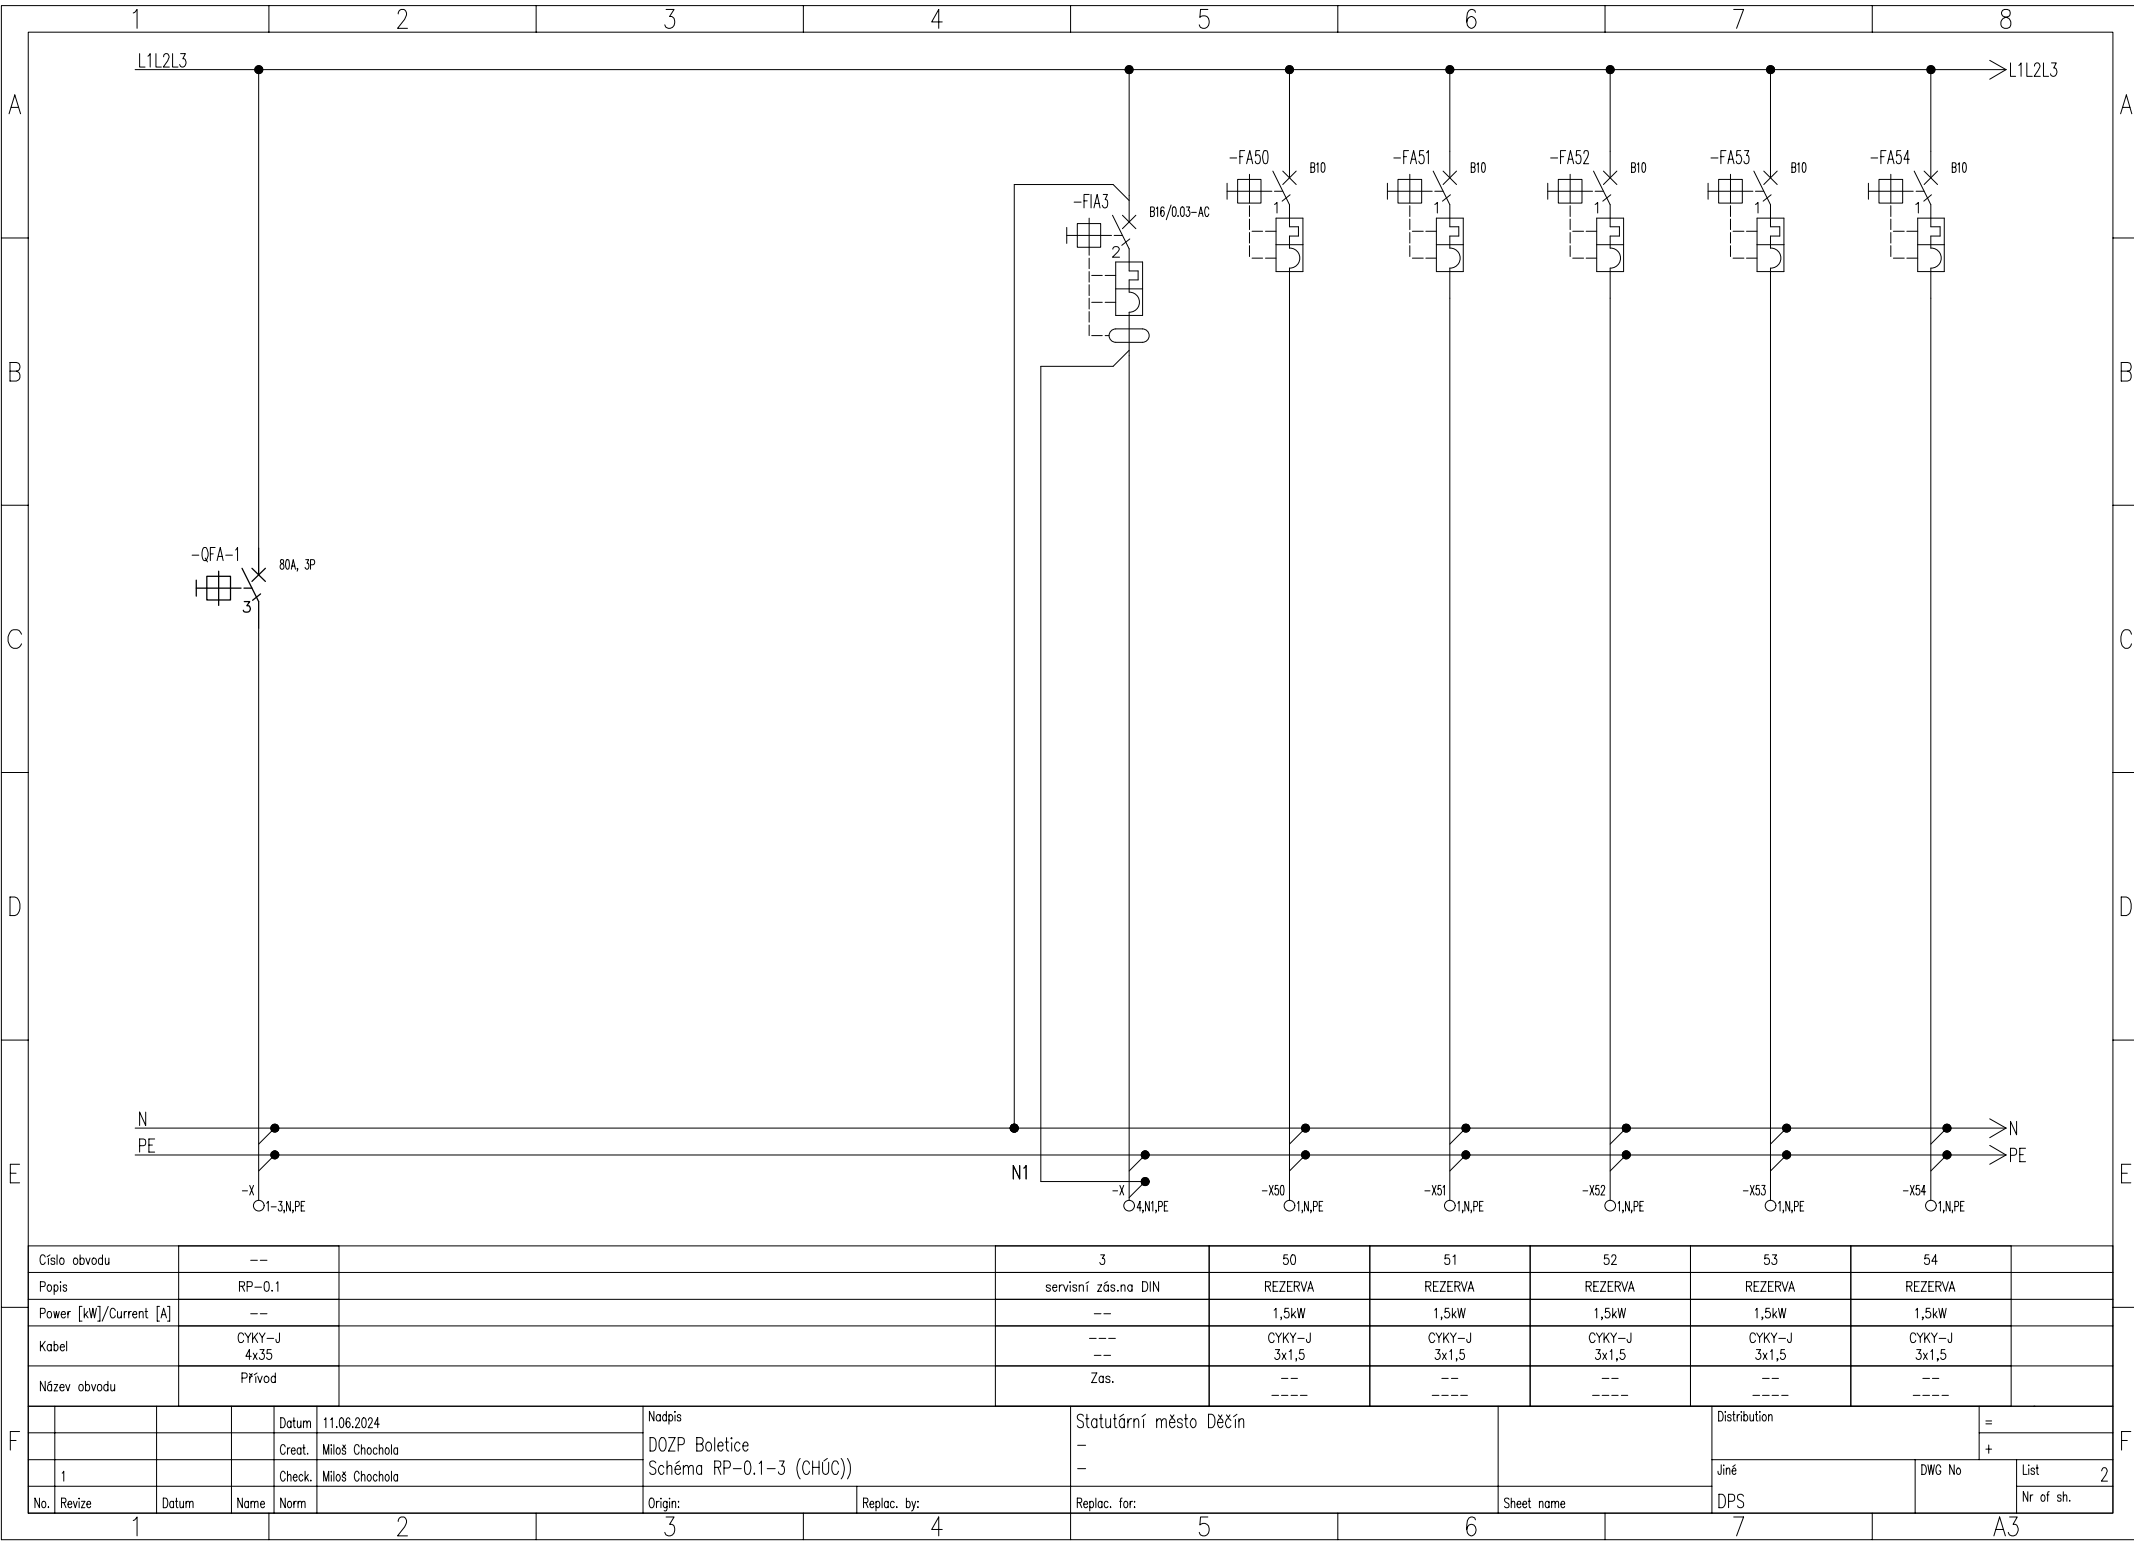 1 2 3 4 5 6 7 8
L1L2L3
L1L2L3
A
A
-FA50 B10
1
-FA51 B10
1
-FA52 B10
1
-FA53 B10
1
-FA54 B10
1
-FIA3 B16/0.03-AC
2
B
B
-QFA-1 80A, 3P
3
C
C
D
D
N
N
PE
PE
N1
E
E
-X
1-3,N,PE
-X
4,N1,PE
-X50
1,N,PE
-X51
1,N,PE
-X52
1,N,PE
-X53
1,N,PE
-X54
1,N,PE
Číslo obvodu -- 3 50 51 52 53 54
Popis RP-0.1 servisní zás.na DIN REZERVA REZERVA REZERVA REZERVA REZERVA
Power [kW]/Current [A] -- -- 1,5kW 1,5kW 1,5kW 1,5kW 1,5kW
Kabel CYKY-J --- CYKY-J CYKY-J CYKY-J CYKY-J CYKY-J
4x35 -- 3x1,5 3x1,5 3x1,5 3x1,5 3x1,5
Název obvodu Přívod Zas. -- -- -- -- --
---- ---- ---- ---- ----
F
F
Datum 11.06.2024
Creat. Miloš Chochola
1 Check. Miloš Chochola
No. Revize Datum Name Norm
Nadpis
DOZP Boletice
Schéma RP-0.1-3 (CHÚC))
Origin: Replac. by:
Statutární město Děčín
-
-
Replac. for:
Sheet name
Distribution
=
+
Jiné
DPS
DWG No
List 2
Nr of sh.
1 2 3 4 5 6 7 A3